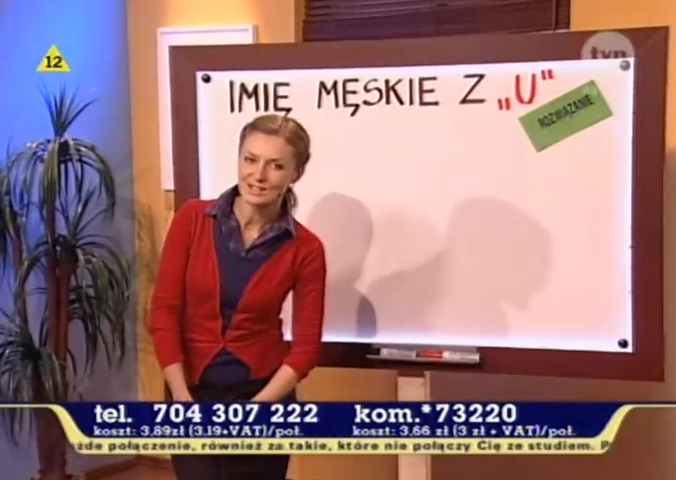 12
tvn
IMIĘ MĘSKIE Z „U"
ROZWIĄZANIE
tel. 704 307 222
koszt: 3,89zł (3.19+VAT)/poł.
kom.*73220
koszt: 3,66 zł (3 zł + VAT)/poł.
połączenie, również za takie, które nie połączy Cię ze studiem.